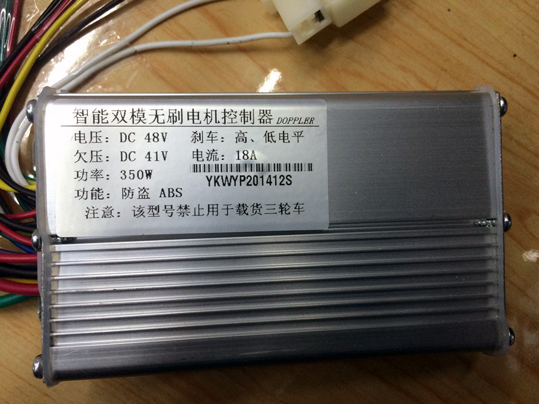 智能双模无刷电机控制器 DOPPLER
电压：DC 48V 刹车：高、低电平
欠压：DC 41V 电流：18A
功率：350W
YKWYP201412S
功能：防盗 ABS
注意：该型号禁止用于载货三轮车